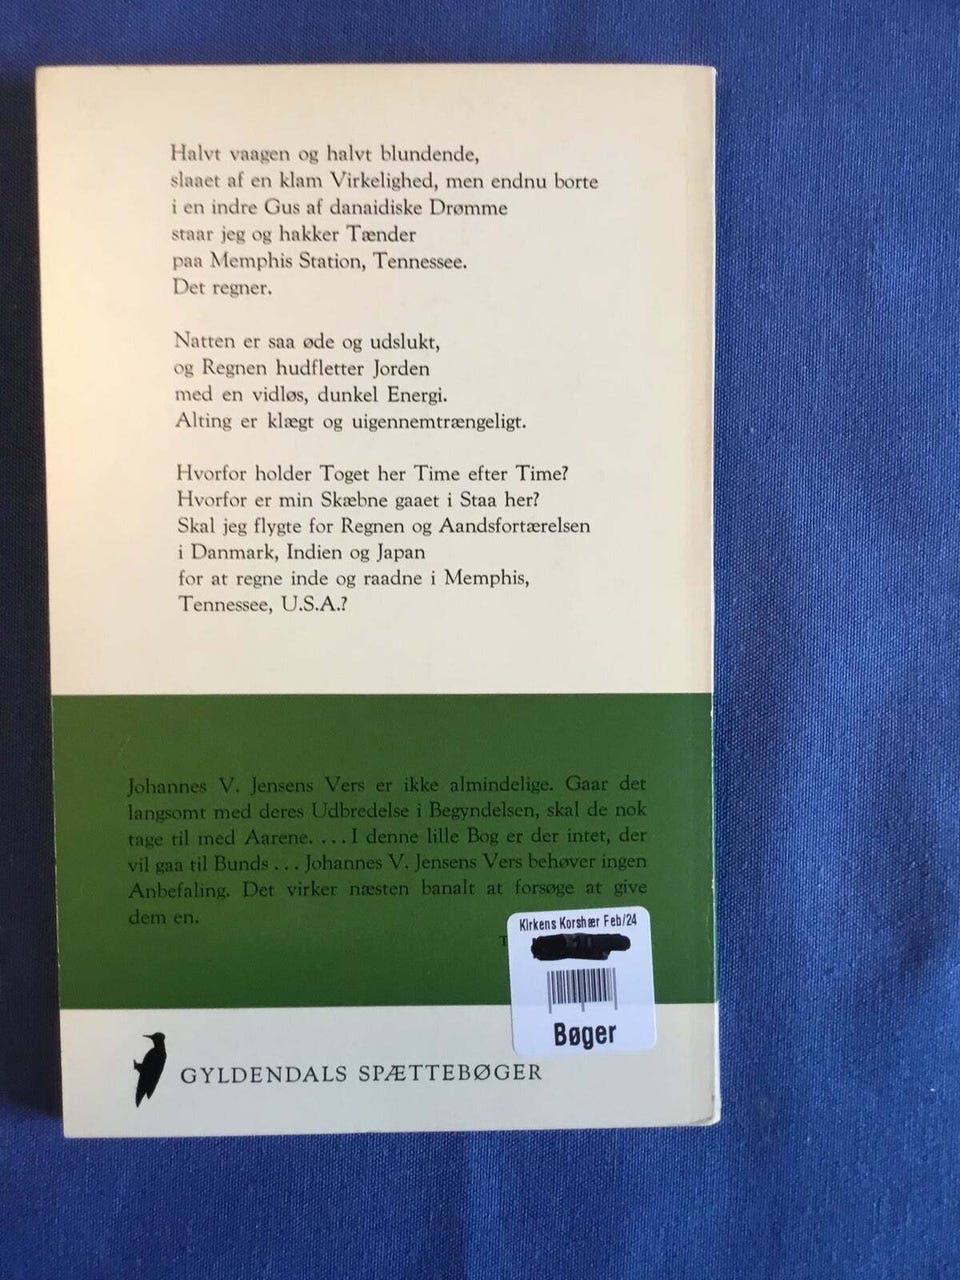 Halvt vaagen og halvt blundende,
slaaet af en klam Virkelighed, men endnu borte
i en indre Gus af danaidiske Drømme
staar jeg og hakker Tænder
paa Memphis Station, Tennessee.
Det regner.
Natten er saa øde og udslukt,
og Regnen hudfletter Jorden
med en vidløs, dunkel Energi.
Alting er klægt og uigennemtrængeligt.
Hvorfor holder Toget her Time efter Time?
Hvorfor er min Skæbne gaaet i Staa her?
Skal jeg flygte for Regnen og Aandsfortærelsen
i Danmark, Indien og Japan
for at regne inde og raadne i Memphis,
Tennessee, U.S.A.?
Johannes V. Jensens Vers er ikke almindelige. Gaar det
langsomt med deres Udbredelse i Begyndelsen, skal de nok
tage til med Aarene. . . . I denne lille Bog er der intet, der
vil gaa til Bunds . . . Johannes V. Jensens Vers behøver ingen
Anbefaling. Det virker næsten banalt at forsøge at give
dem en.
Kirkens Korshær Feb/24
Bøger
GYLDENDALS SPÆTTEBØGER